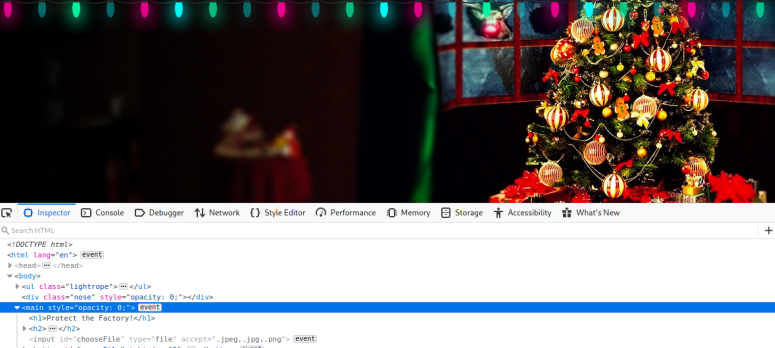 Inspector Console Debugger Network Style Editor Performance Memory Storage Accessibility What's New
Search HTML
<!DOCTYPE html>
<html lang="en"> event
<head> ··· </head>
<body>
<ul class="lightrope"> ··· </ul>
<div class="nose" style="opacity: 0;"></div>
<main style="opacity: 0;"> event
<h1>Protect the Factory!</h1>
<h2> ··· </h2>
<input id="chooseFile" type="file" accept=".jpeg,.jpg,.png"> event